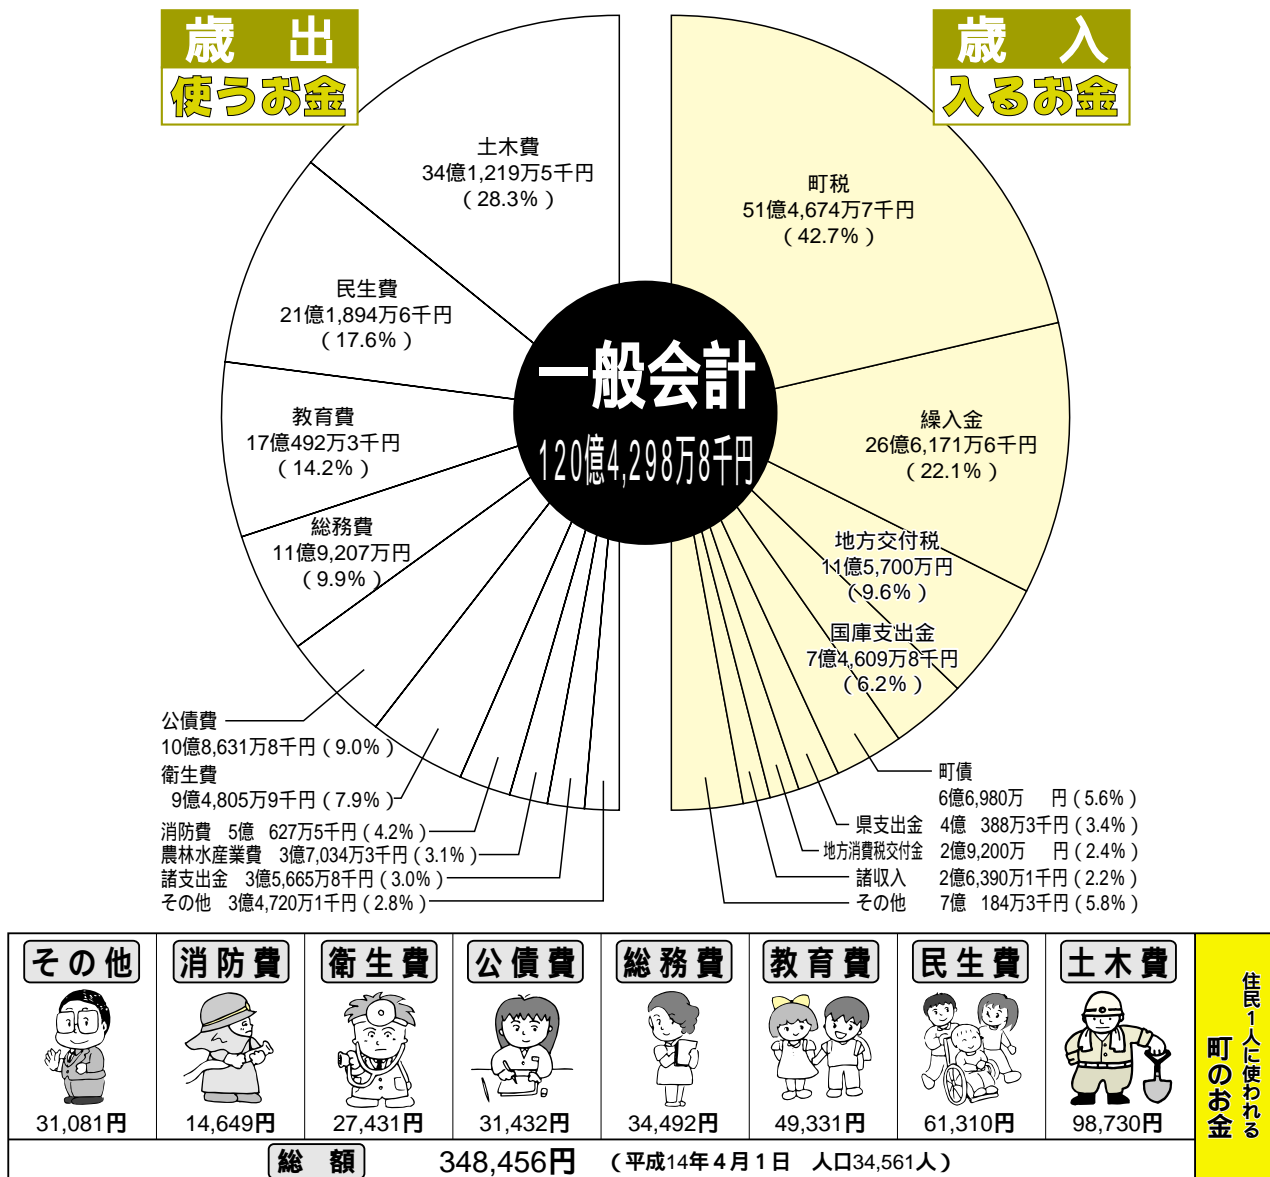 歳出
使うお金
歳入
入るお金
土木費
34億1,219万5千円
(28.3%)
民生費
21億1,894万6千円
(17.6%)
教育費
17億492万3千円
(14.2%)
総務費
11億9,207万円
(9.9%)
公債費
10億8,631万8千円(9.0%)
衛生費
9億4,805万9千円(7.9%)
消防費 5億 627万5千円(4.2%)
農林水産業費 3億7,034万3千円(3.1%)
諸支出金 3億5,665万8千円(3.0%)
その他 3億4,720万1千円(2.8%)
一般会計
120億4,298万8千円
町税
51億4,674万7千円
(42.7%)
繰入金
26億6,171万6千円
(22.1%)
地方交付税
11億5,700万円
(9.6%)
国庫支出金
7億4,609万8千円
(6.2%)
町債
6億6,980万 円(5.6%)
県支出金 4億 388万3千円(3.4%)
地方消費税交付金 2億9,200万 円(2.4%)
諸収入 2億6,390万1千円(2.2%)
その他 7億 184万3千円(5.8%)
住民1人に使われる
町のお金
その他 消防費 衛生費 公債費 総務費 教育費 民生費 土木費
31,081円 14,649円 27,431円 31,432円 34,492円 49,331円 61,310円 98,730円
総額 348,456円 (平成14年4月1日 人口34,561人)